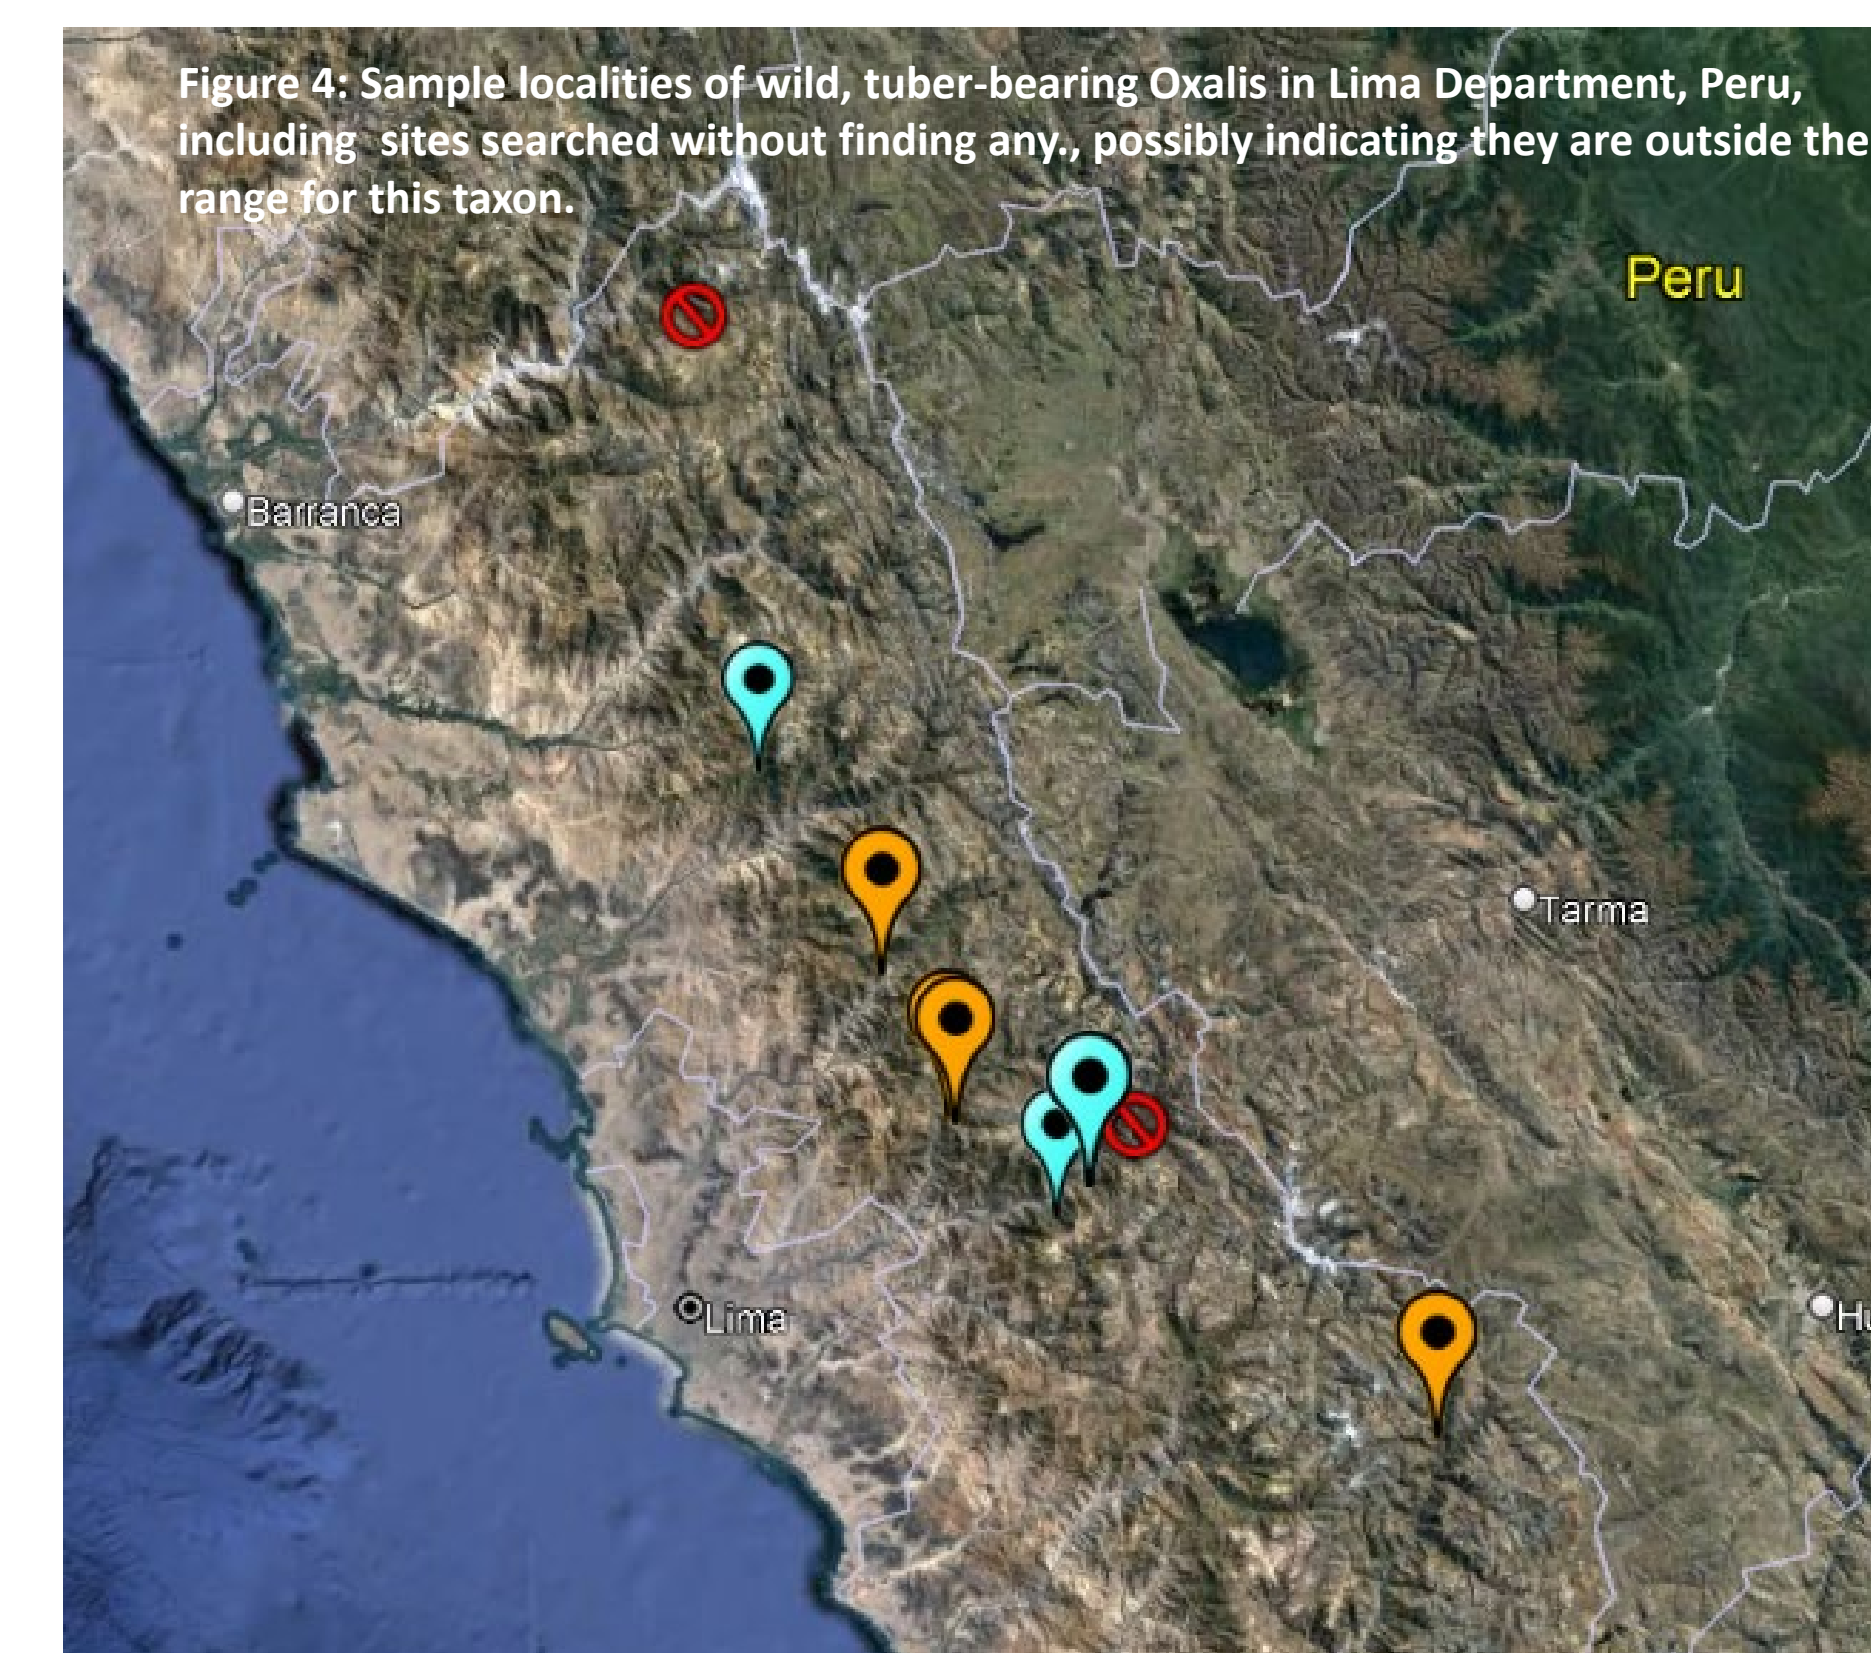 Figure 4: Sample localities of wild, tuber-bearing Oxalis in Lima Department, Peru,
including  sites searched without finding any., possibly indicating they are outside the
range for this taxon.
Peru
Barranca
Tarma
Lima